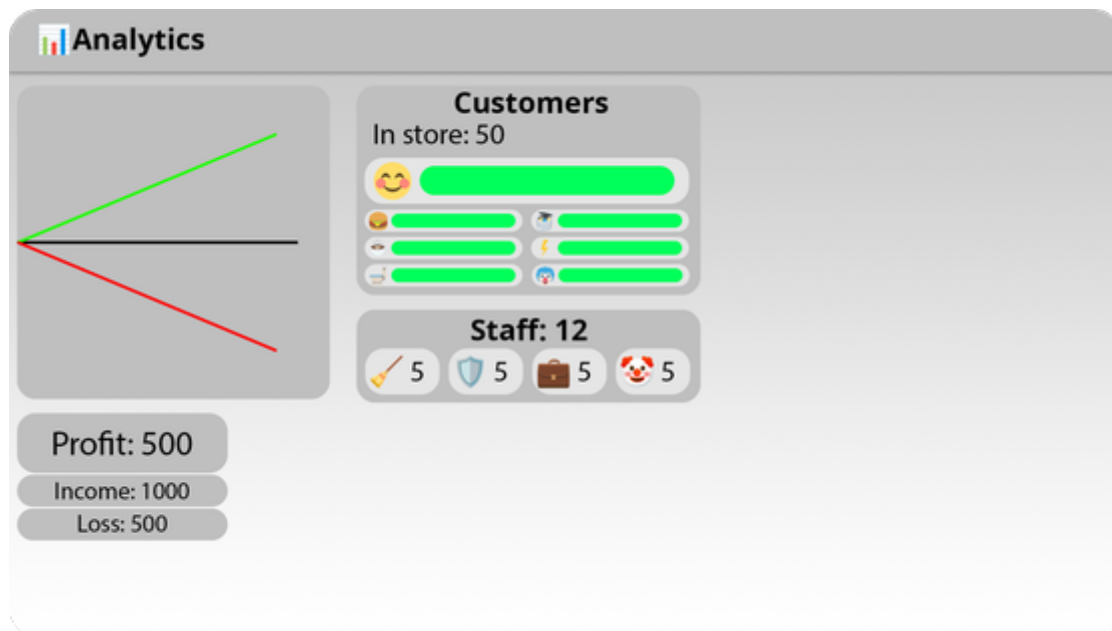 Analytics
Customers
In store: 50
Staff: 12
5 5 5 5
Profit: 500
Income: 1000
Loss: 500